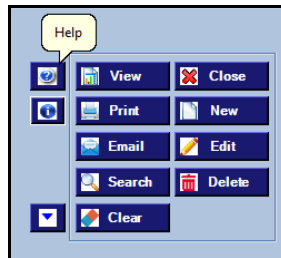 Help
View Close
Print New
Email Edit
Search Delete
Clear